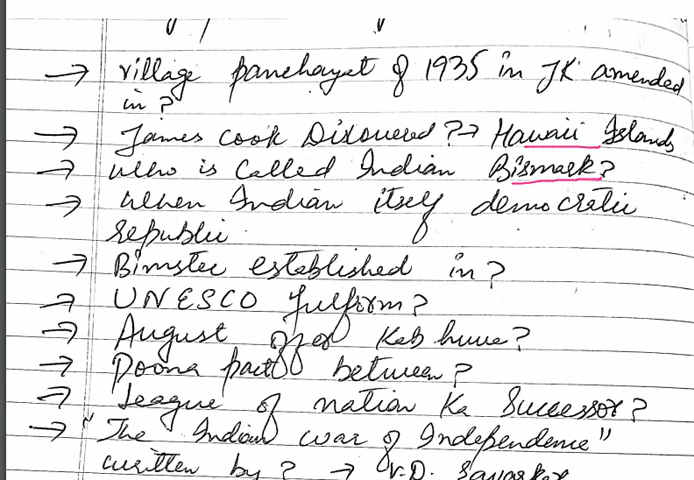 → village panchayat of 1935 in JK amended
in?
→ James cook Discovered? → Hawaii Islands
→ who is called Indian Bismark?
→ When Indian itself democratic
republic.
→ Bimstec established in?
→ UNESCO fulform?
→ August offer Kab huve?
→ Poona pact between?
→ League of nation Ka Successor?
→ "The Indian war of Independence"
written by? → V.D. Savarkar